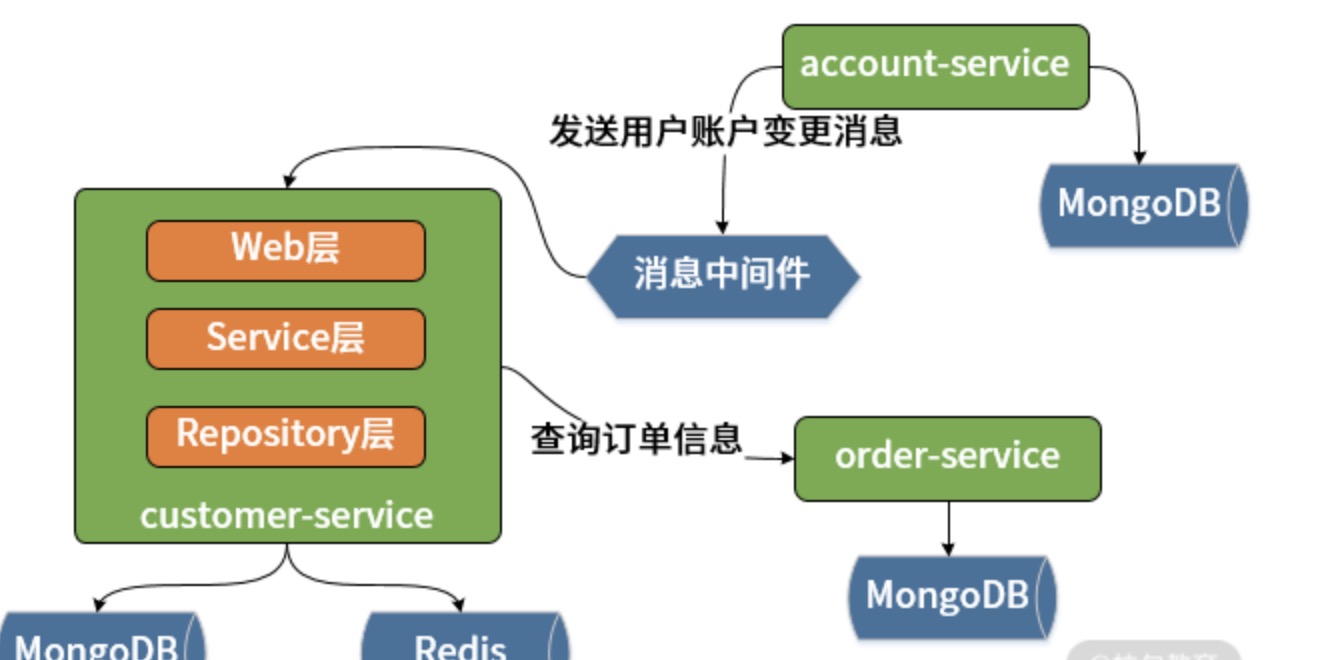 account-service
发送用户账户变更消息
MongoDB
Web层
消息中间件
Service层
Repository层
查询订单信息
order-service
customer-service
MongoDB
MongoDB
Redis